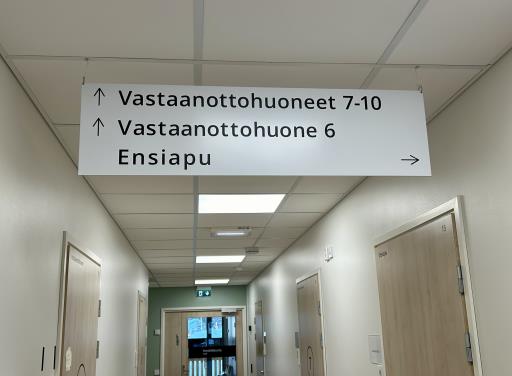 ↑ Vastaanottohuoneet 7-10
↑ Vastaanottohuone 6
Ensiapu →